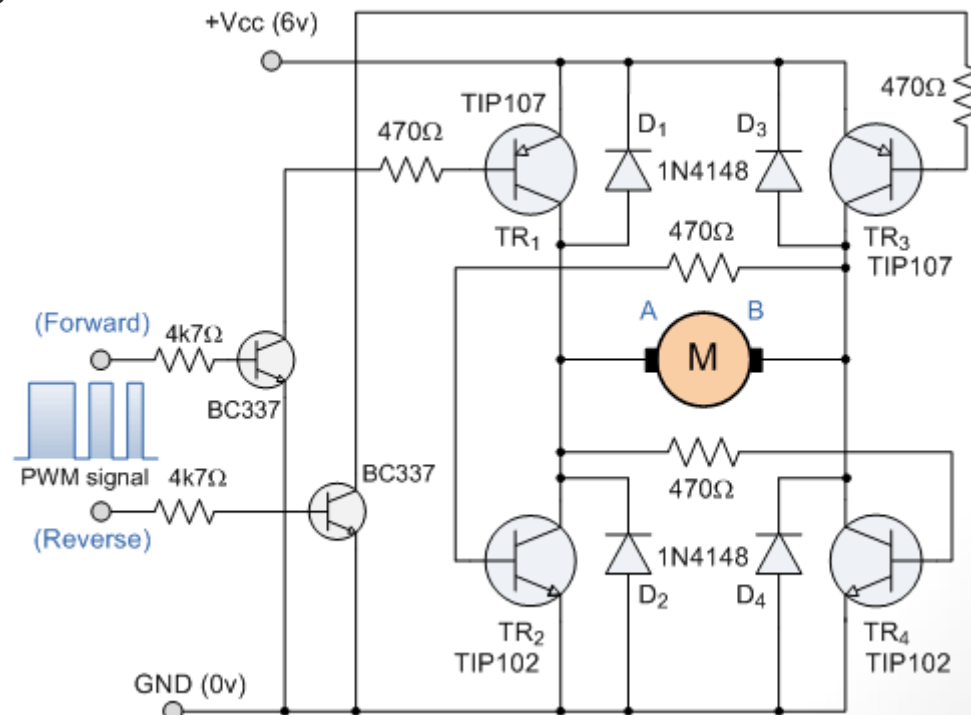 +Vcc (6v)
TIP107
470Ω
470Ω
D1
D3
1N4148
TR1
470Ω
TR3
TIP107
(Forward)
4k7Ω
A
B
M
BC337
PWM signal
4k7Ω
BC337
(Reverse)
470Ω
1N4148
D2
D4
TR2
TIP102
TR4
TIP102
GND (0v)